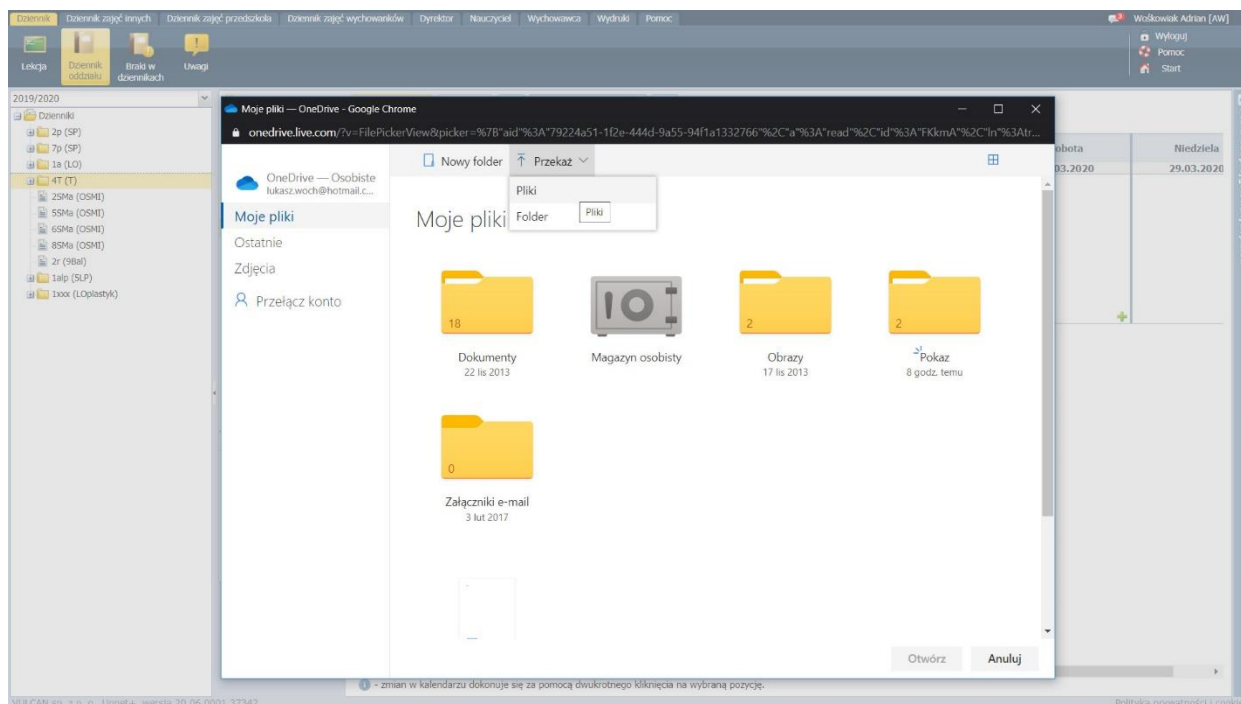 Dziennik Dziennik zajęć innych Dziennik zajęć przedszkola Dziennik zajęć wychowanków Dyrektor Nauczyciel Wychowawca Wydruki Pomoc
Wośkowiak Adrian [AW]
Wyloguj
Pomoc
Start
Lekcja
Dziennik oddziału
Braki w dziennikach
Uwagi
2019/2020
Dzienniki
2p (SP)
7p (SP)
1a (LO)
4T (T)
2SMa (OSMI)
5SMa (OSMI)
6SMa (OSMI)
8SMa (OSMI)
2r (9Bal)
1alp (SLP)
1xxx (LOplastyk)
Moje pliki — OneDrive - Google Chrome
onedrive.live.com/?v=FilePickerView&picker=%7B"aid"%3A"79224a51-1f2e-444d-9a55-94f1a1332766"%2C"a"%3A"read"%2C"id"%3A"FKkmA"%2C"ln"%3Atr...
OneDrive — Osobiste
lukasz.woch@hotmail.c...
Moje pliki
Ostatnie
Zdjęcia
Przełącz konto
Nowy folder Przekaż
Pliki
Folder
Pliki
Moje pliki
18
Dokumenty
22 lis 2013
Magazyn osobisty
2
Obrazy
17 lis 2013
2
Pokaz
8 godz. temu
0
Załączniki e-mail
3 lut 2017
Otwórz Anuluj
obota Niedziela
03.2020 29.03.2020
- zmian w kalendarzu dokonuje się za pomocą dwukrotnego kliknięcia na wybraną pozycję.